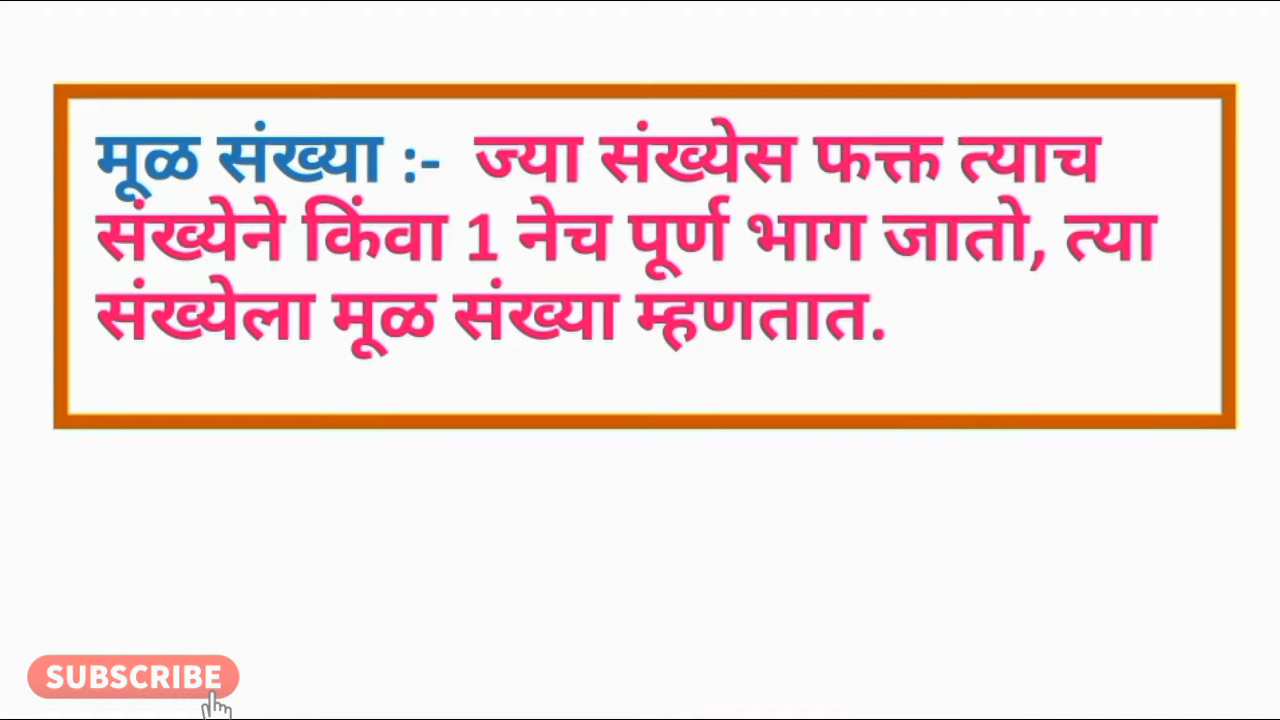 मूळ संख्या :- ज्या संख्येस फक्त त्याच
संख्येने किंवा 1 नेच पूर्ण भाग जातो, त्या
संख्येला मूळ संख्या म्हणतात.
SUBSCRIBE